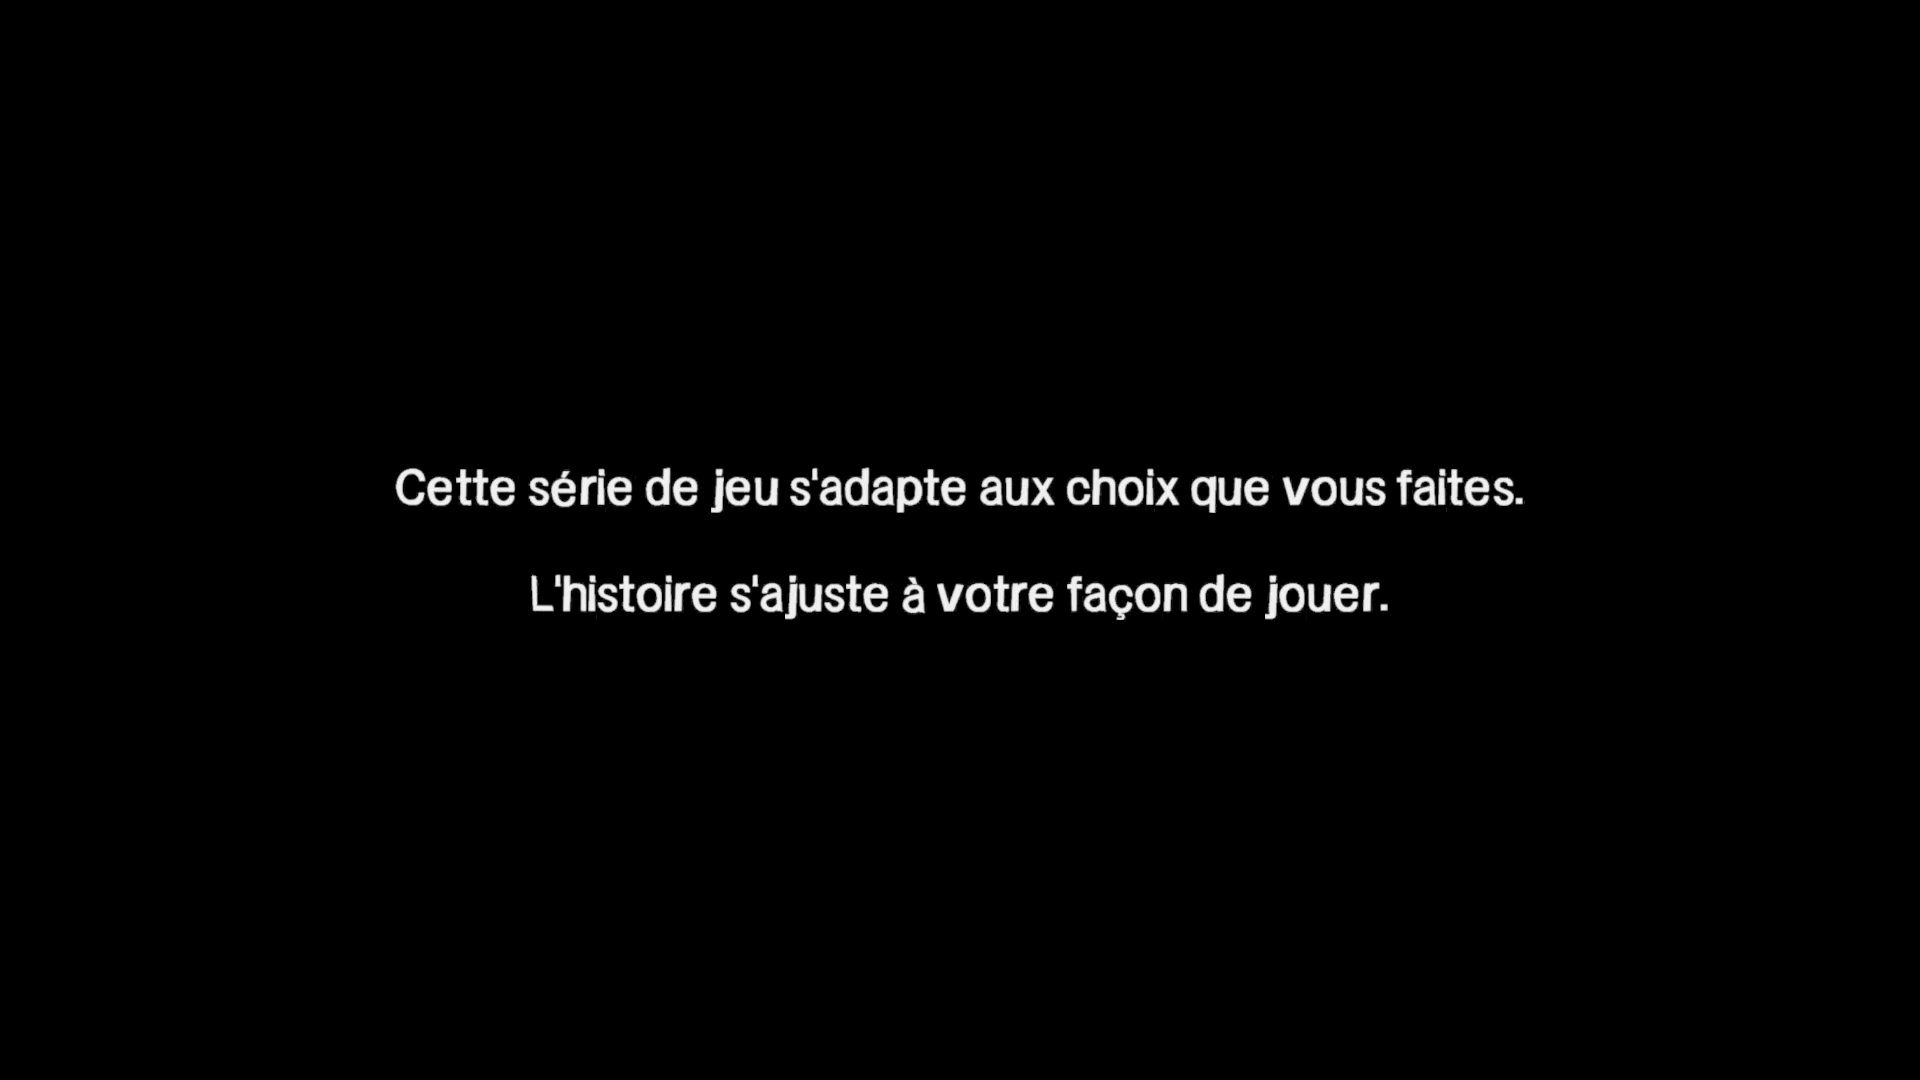 Cette série de jeu s'adapte aux choix que vous faites.
L'histoire s'ajuste à votre façon de jouer.